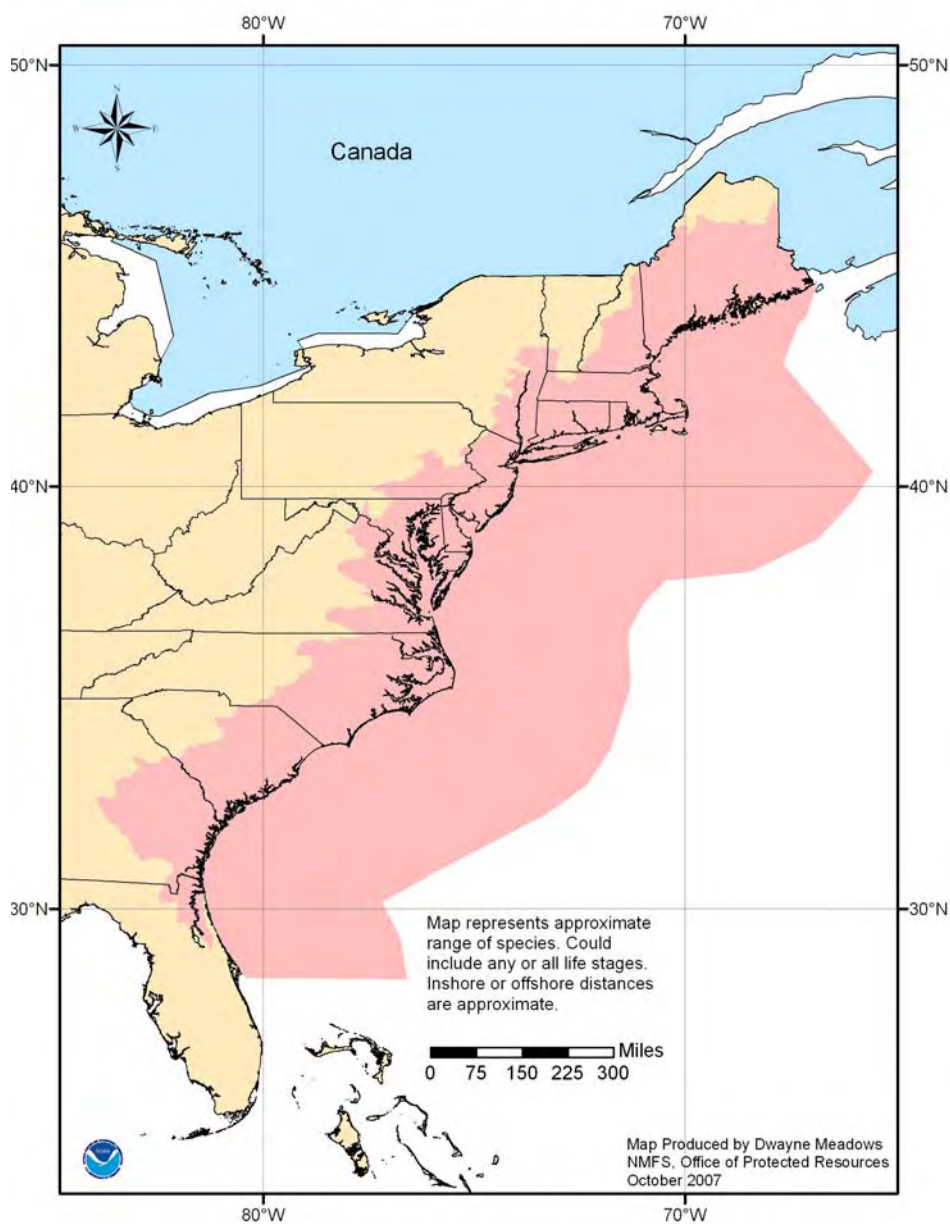 80°W
70°W
50°N
50°N
N
W
E
S
Canada
40°N
40°N
30°N
30°N
Map represents approximate
range of species. Could
include any or all life stages.
Inshore or offshore distances
are approximate.
Miles
0 75 150 225 300
Map Produced by Dwayne Meadows
NMFS, Office of Protected Resources
October 2007
80°W
70°W